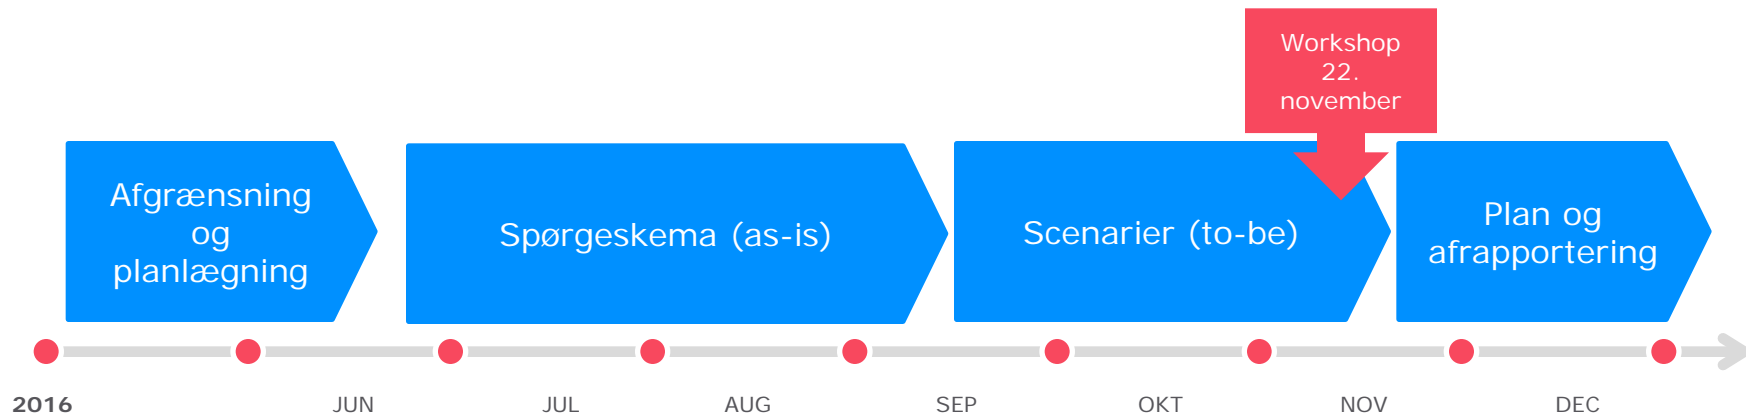 Workshop
22.
november
Afgrænsning
og
planlægning
Spørgeskema (as-is)
Scenarier (to-be)
Plan og
afrapportering
2016 JUN JUL AUG SEP OKT NOV DEC